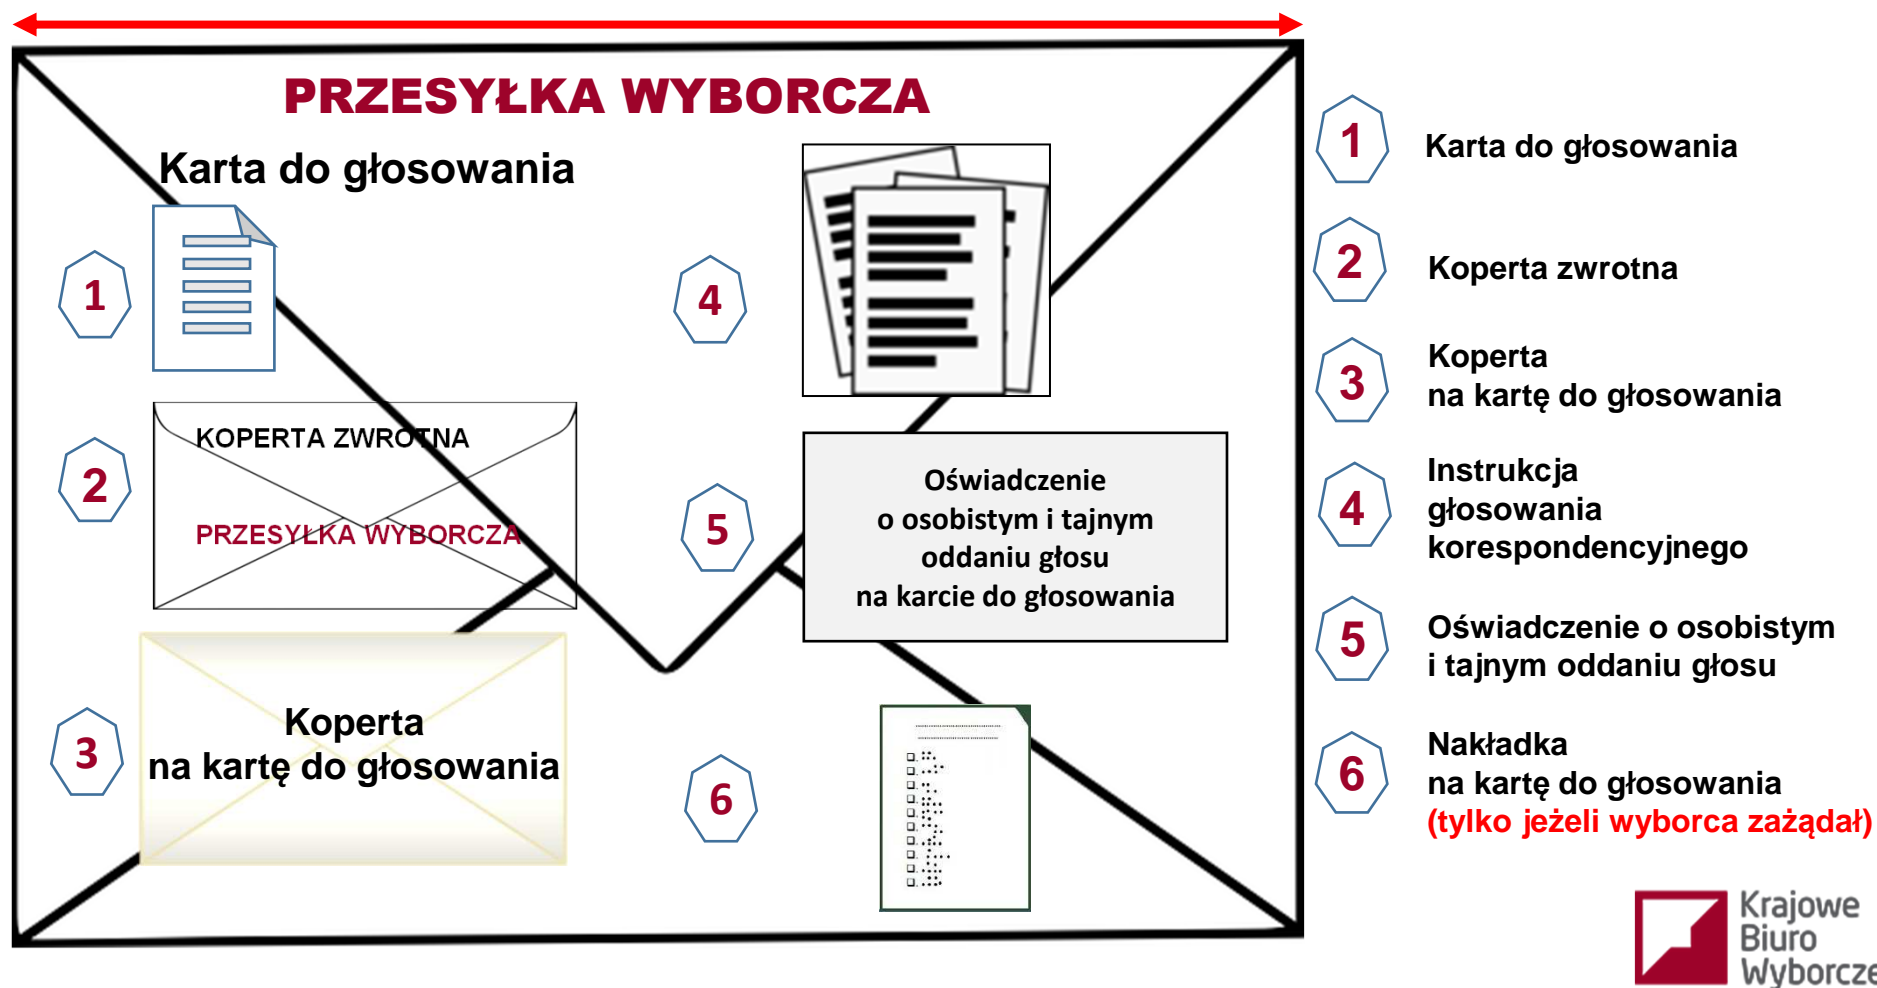 PRZESYŁKA WYBORCZA
Karta do głosowania
1
2
KOPERTA ZWROTNA
PRZESYŁKA WYBORCZA
3
Koperta
na kartę do głosowania
4
5
Oświadczenie
o osobistym i tajnym
oddaniu głosu
na karcie do głosowania
6
1
Karta do głosowania
2
Koperta zwrotna
3
Koperta
na kartę do głosowania
4
Instrukcja
głosowania
korespondencyjnego
5
Oświadczenie o osobistym
i tajnym oddaniu głosu
6
Nakładka
na kartę do głosowania
(tylko jeżeli wyborca zażądał)
Krajowe
Biuro
Wyborcze